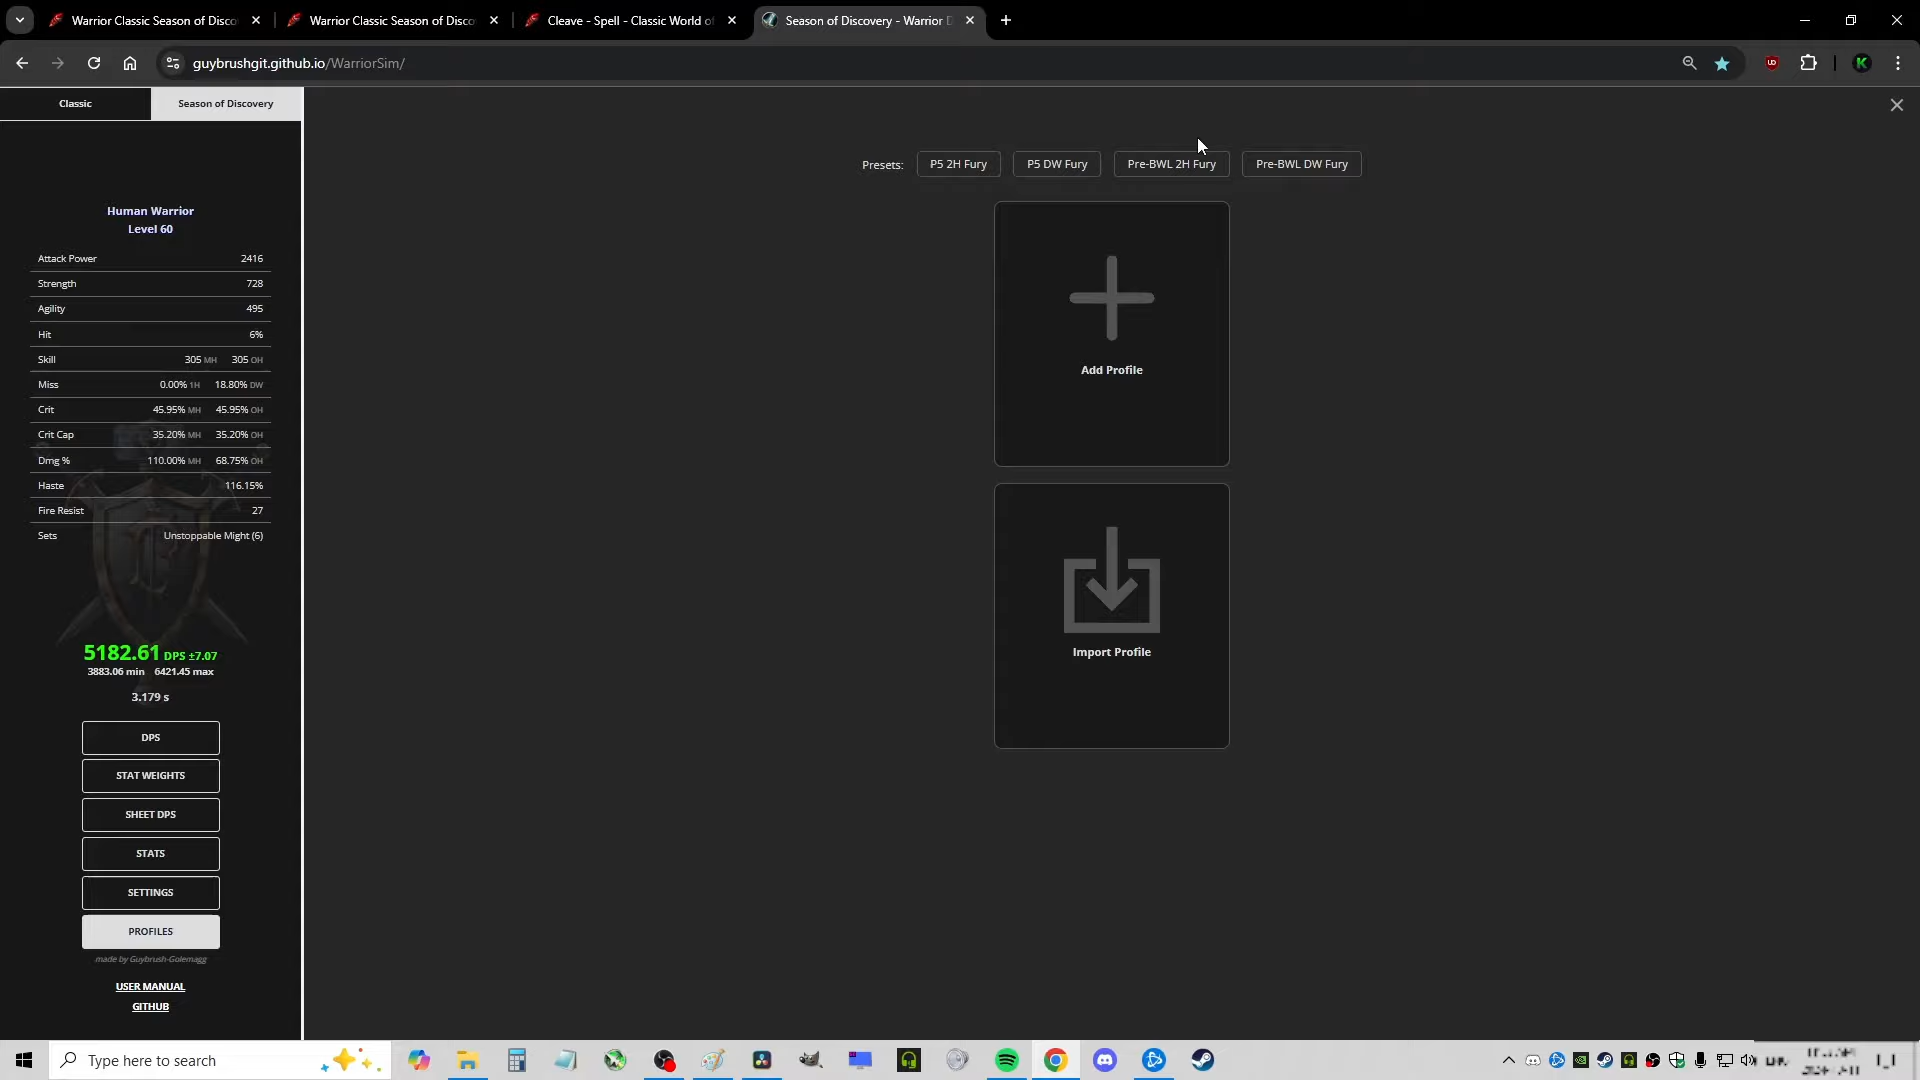 Warrior Classic Season of Disco
Warrior Classic Season of Disco
Cleave - Spell - Classic World of
Season of Discovery - Warrior D
guybrushgit.github.io/WarriorSim/
Classic
Season of Discovery
Presets:
P5 2H Fury
P5 DW Fury
Pre-BWL 2H Fury
Pre-BWL DW Fury
Human Warrior
Level 60
Attack Power 2416
Strength 728
Agility 495
Hit 6%
Skill 305 MH 305 OH
Miss 0.00% 1H 18.80% DW
Crit 45.95% MH 45.95% OH
Crit Cap 35.20% MH 35.20% OH
Dmg % 110.00% MH 68.75% OH
Haste 116.15%
Fire Resist 27
Sets Unstoppable Might (6)
Add Profile
Import Profile
5182.61 DPS ±7.07
3883.06 min 6421.45 max
3.179 s
DPS
STAT WEIGHTS
SHEET DPS
STATS
SETTINGS
PROFILES
made by Guybrush-Golemagg
USER MANUAL
GITHUB
Type here to search